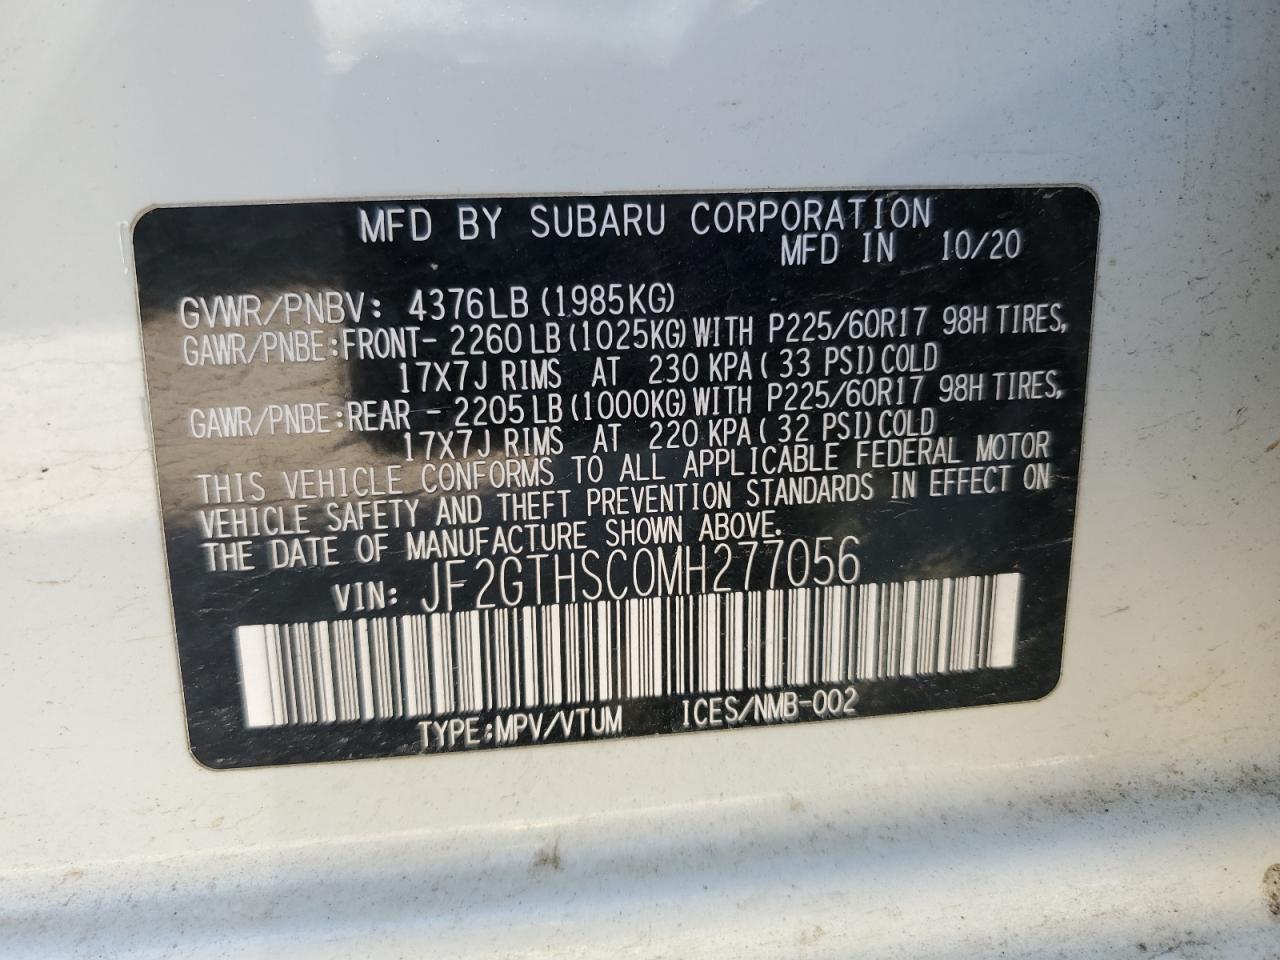 MFD BY SUBARU CORPORATION
MFD IN 10/20
GVWR/PNBV: 4376LB (1985KG)
GAWR/PNBE:FRONT- 2260LB (1025KG) WITH P225/60R17 98H TIRES,
17X7J RIMS AT 230 KPA ( 33 PSI) COLD
GAWR/PNBE:REAR - 2205LB (1000KG) WITH P225/60R17 98H TIRES,
17X7J RIMS AT 220 KPA ( 32 PSI) COLD
THIS VEHICLE CONFORMS TO ALL APPLICABLE FEDERAL MOTOR
VEHICLE SAFETY AND THEFT PREVENTION STANDARDS IN EFFECT ON
THE DATE OF MANUFACTURE SHOWN ABOVE.
VIN: JF2GTHSC0MH277056
TYPE:MPV/VTUM ICES/NMB-002